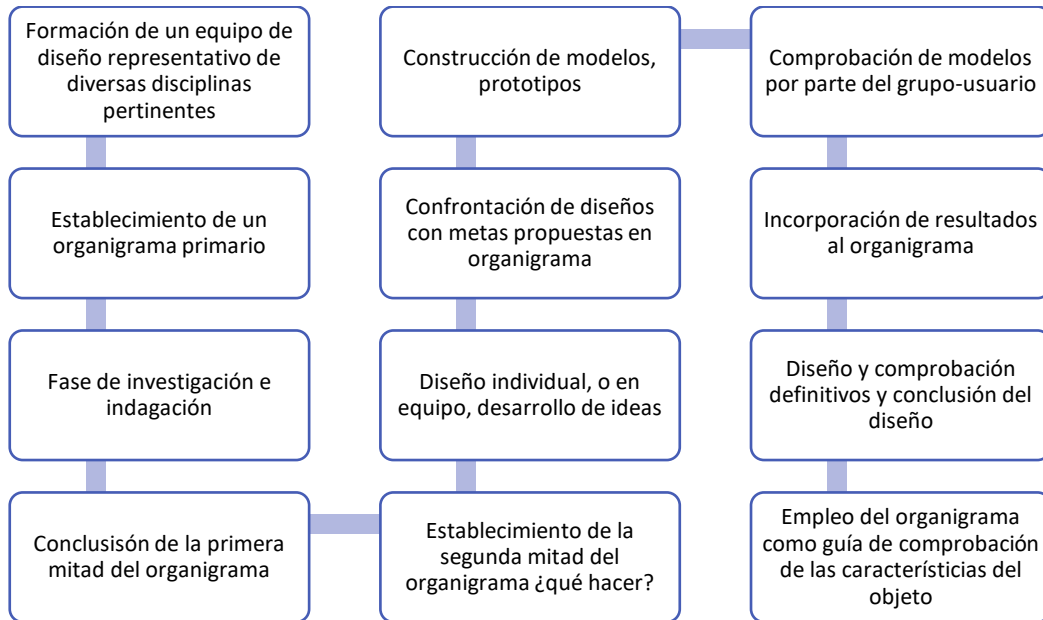 Formación de un equipo de
diseño representativo de
diversas disciplinas
pertinentes
Establecimiento de un
organigrama primario
Fase de investigación e
indagación
Conclusisón de la primera
mitad del organigrama
Establecimiento de la
segunda mitad del
organigrama ¿qué hacer?
Diseño individual, o en
equipo, desarrollo de ideas
Confrontación de diseños
con metas propuestas en
organigrama
Construcción de modelos,
prototipos
Comprobación de modelos
por parte del grupo-usuario
Incorporación de resultados
al organigrama
Diseño y comprobación
definitivos y conclusión del
diseño
Empleo del organigrama
como guía de comprobación
de las característicias del
objeto